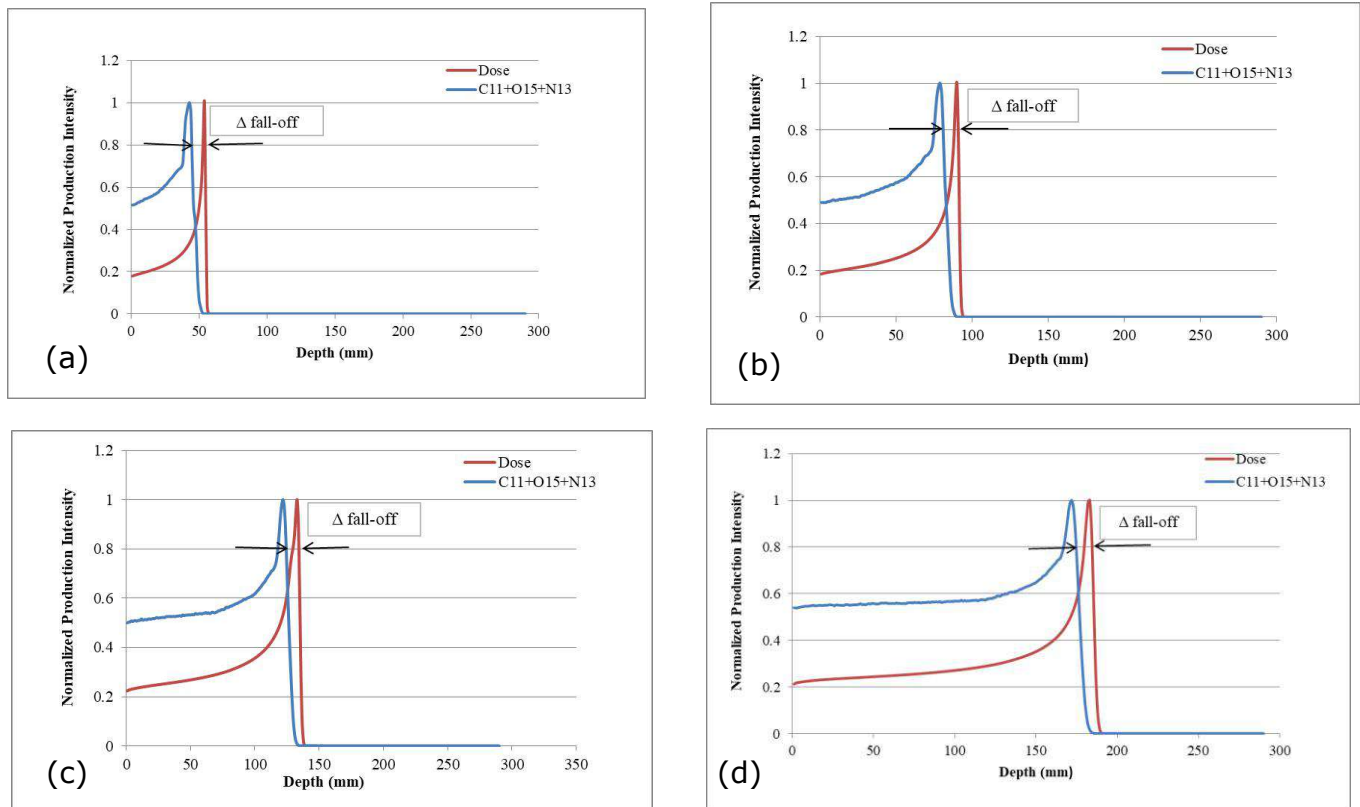 (a)
Normalized Production Intensity
1.2
1
0.8
0.6
0.4
0.2
0
Dose
C11+O15+N13
Δ fall-off
0 50 100 150 200 250 300
Depth (mm)
(b)
Normalized Production Intensity
1.2
1
0.8
0.6
0.4
0.2
0
Dose
C11+O15+N13
Δ fall-off
0 50 100 150 200 250 300
Depth (mm)
(c)
Normalized Production Intensity
1.2
1
0.8
0.6
0.4
0.2
0
Dose
C11+O15+N13
Δ fall-off
0 50 100 150 200 250 300 350
Depth (mm)
(d)
Normalized Production Intensity
1.2
1
0.8
0.6
0.4
0.2
0
Dose
C11+O15+N13
Δ fall-off
0 50 100 150 200 250 300
Depth (mm)